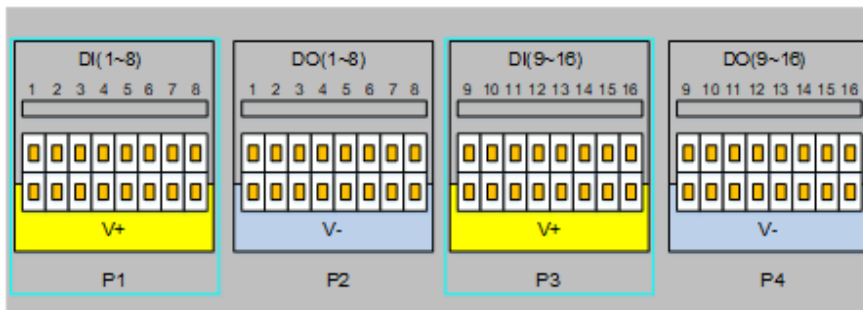 DI(1~8) DO(1~8) DI(9~16) DO(9~16)
1 2 3 4 5 6 7 8 1 2 3 4 5 6 7 8 9 10 11 12 13 14 15 16 9 10 11 12 13 14 15 16
V+ V- V+ V-
P1 P2 P3 P4